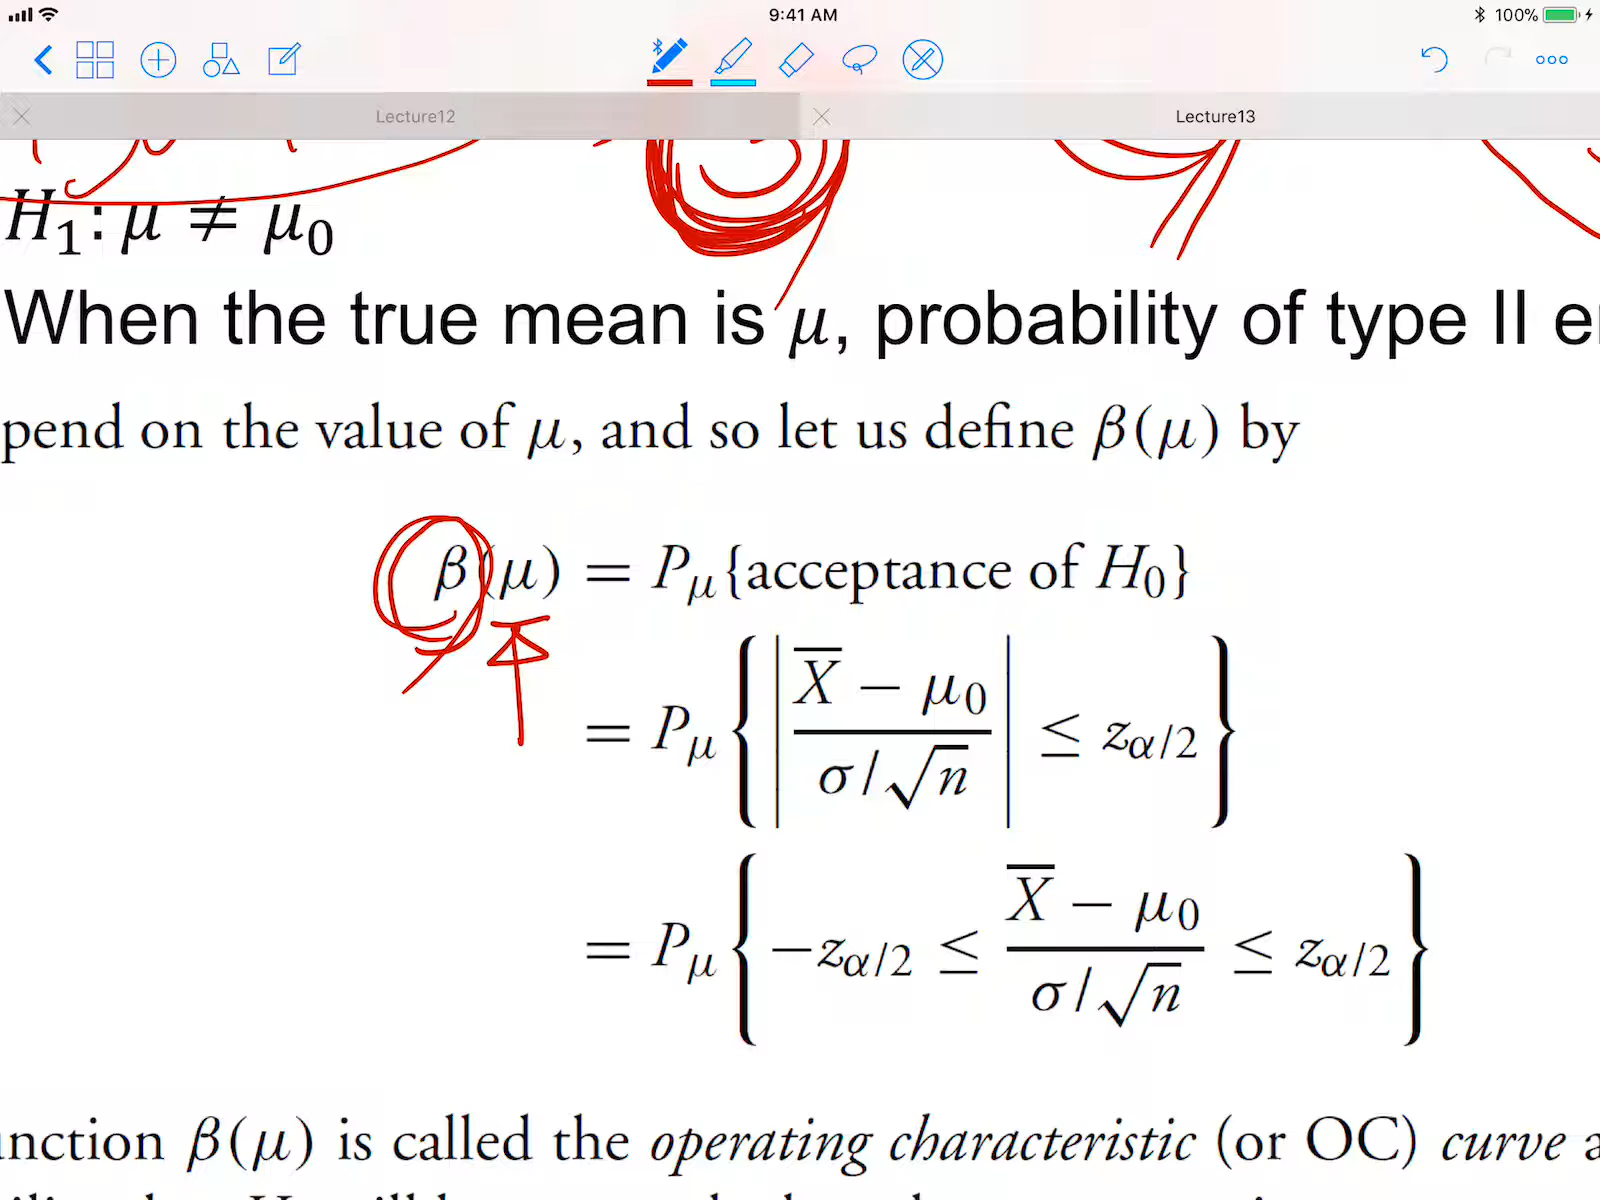 9:41 AM
100%
Lecture12
Lecture13
H₁: μ ≠ μ₀
When the true mean is μ, probability of type II
pend on the value of μ, and so let us define β(μ) by
β(μ) = P_μ{acceptance of H₀}
= P_μ{|(X̅ − μ₀)/(σ/√n)| ≤ z_{α/2}}
= P_μ{−z_{α/2} ≤ (X̅ − μ₀)/(σ/√n) ≤ z_{α/2}}
nction β(μ) is called the operating characteristic (or OC) curve